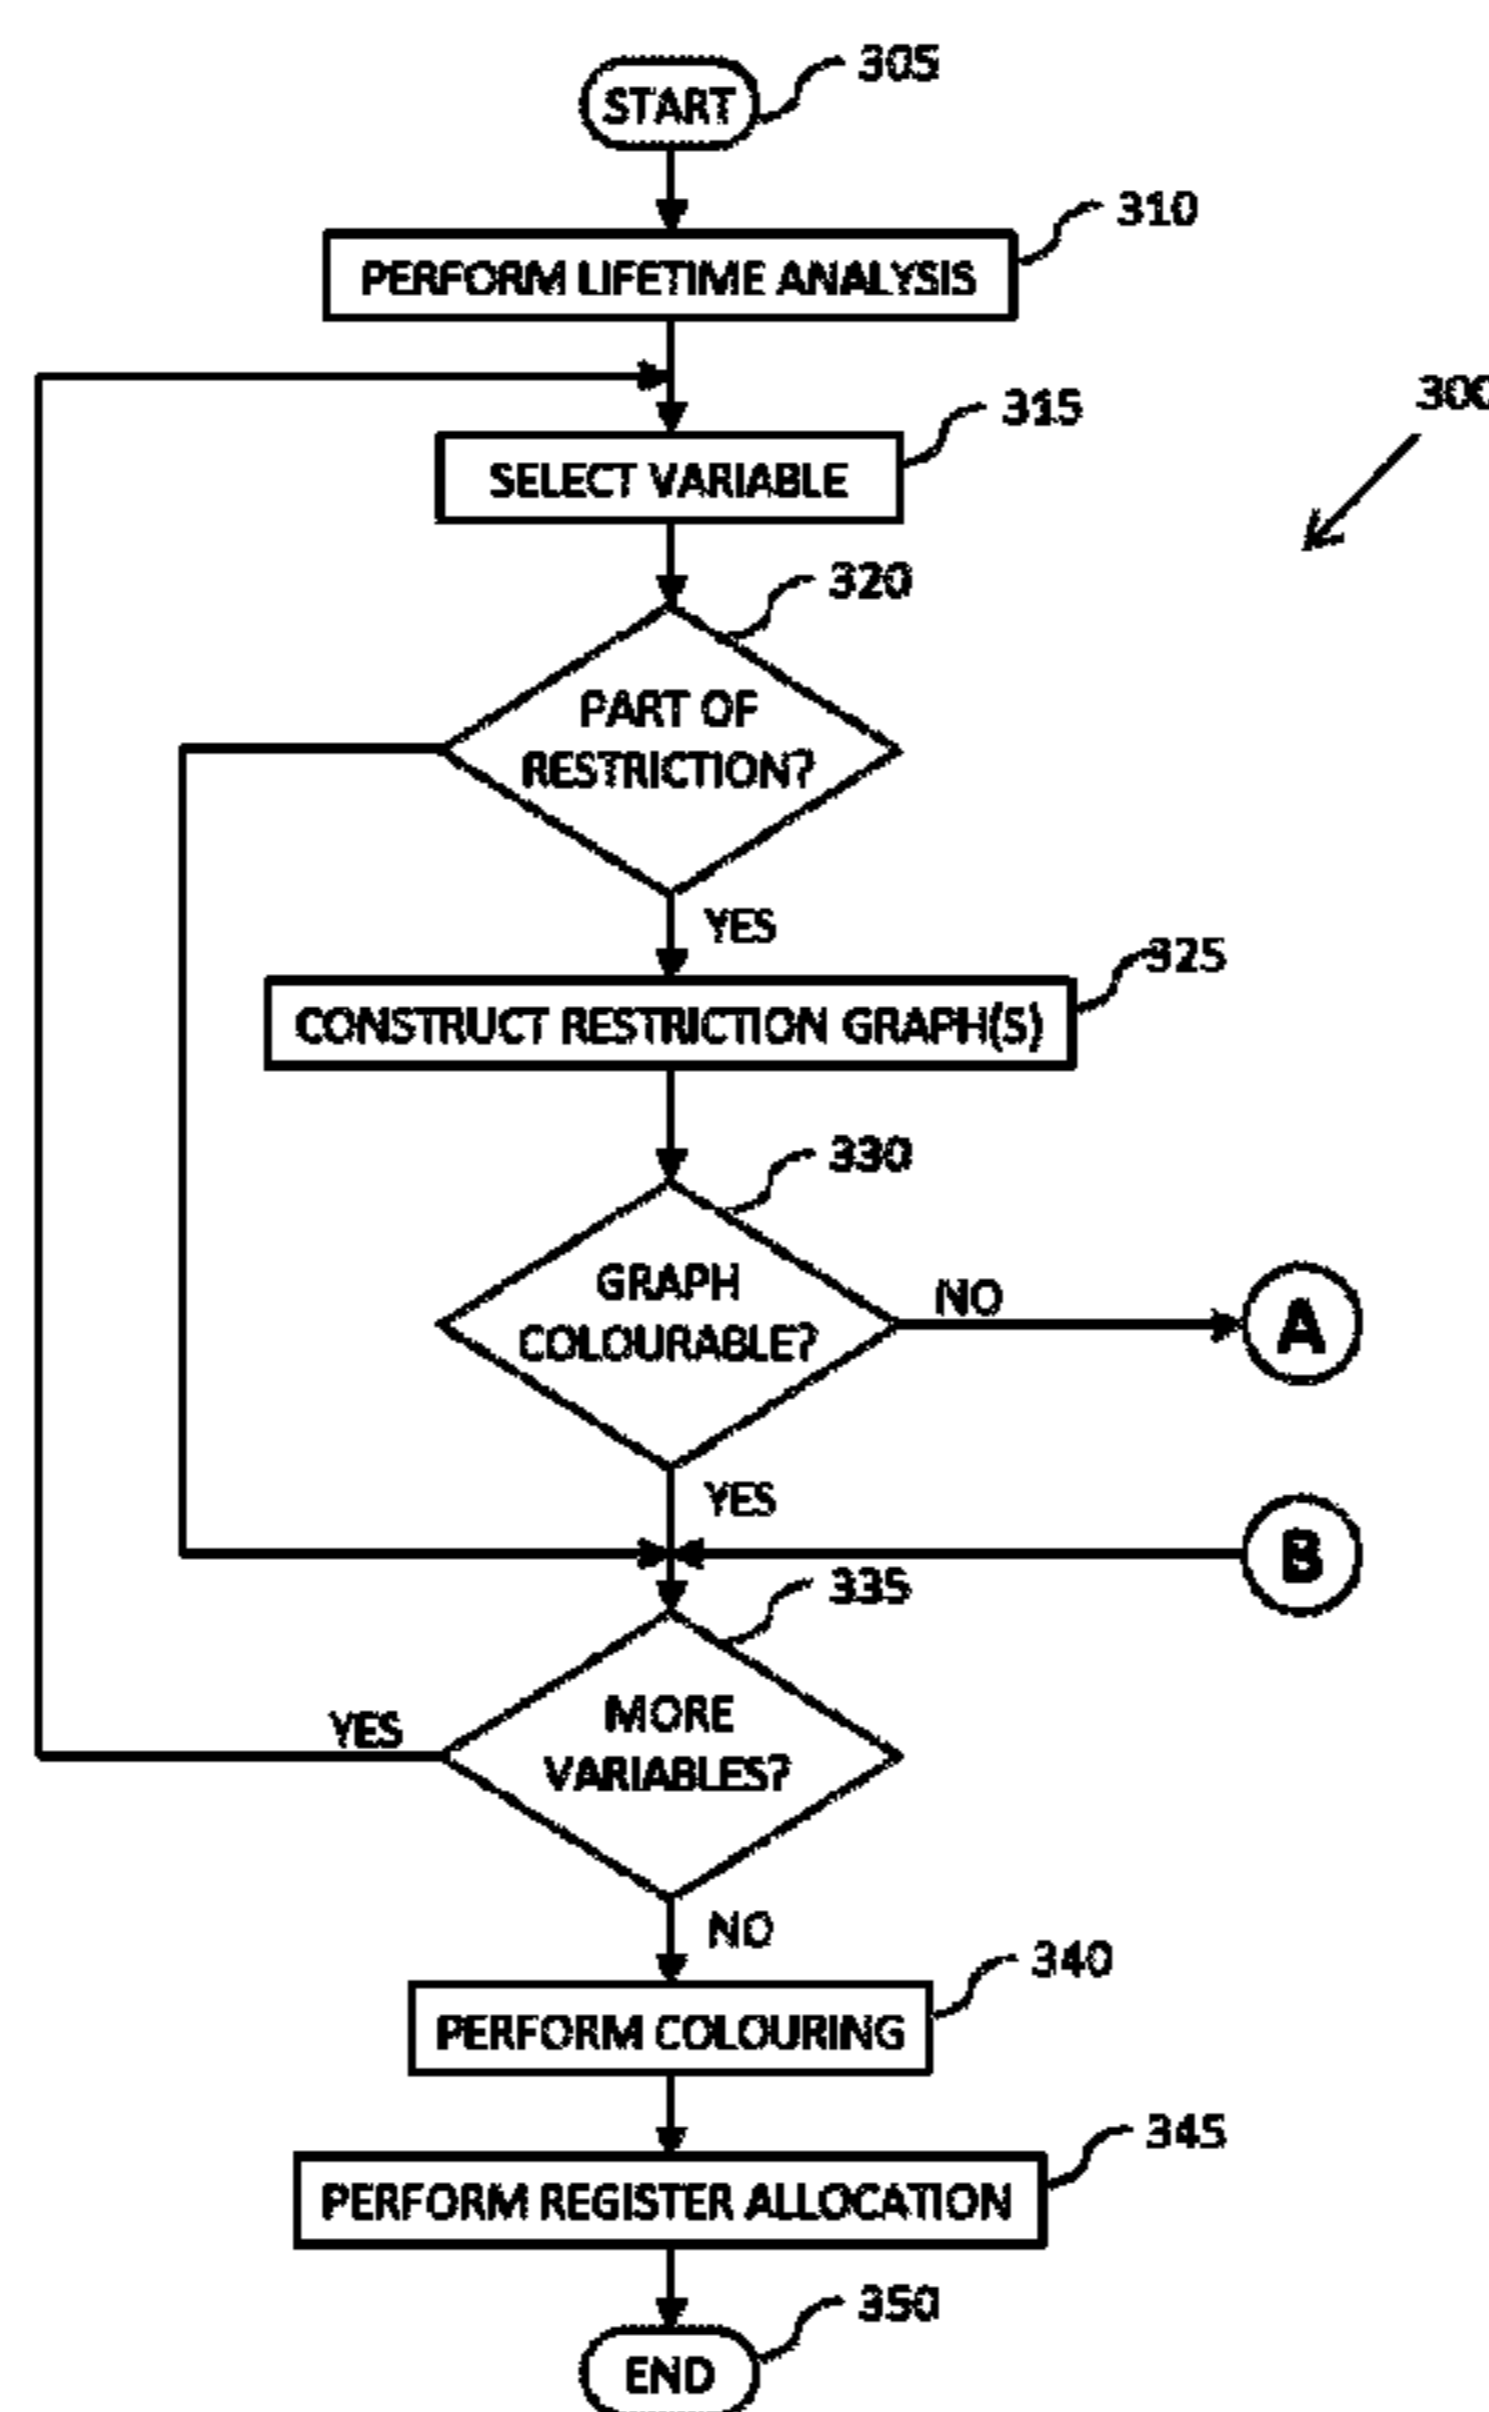 305
START
310
PERFORM LIFETIME ANALYSIS
300
315
SELECT VARIABLE
320
PART OF
RESTRICTION?
YES
325
CONSTRUCT RESTRICTION GRAPH(S)
330
GRAPH
COLOURABLE?
NO
A
YES
B
335
MORE
VARIABLES?
YES
NO
340
PERFORM COLOURING
345
PERFORM REGISTER ALLOCATION
350
END